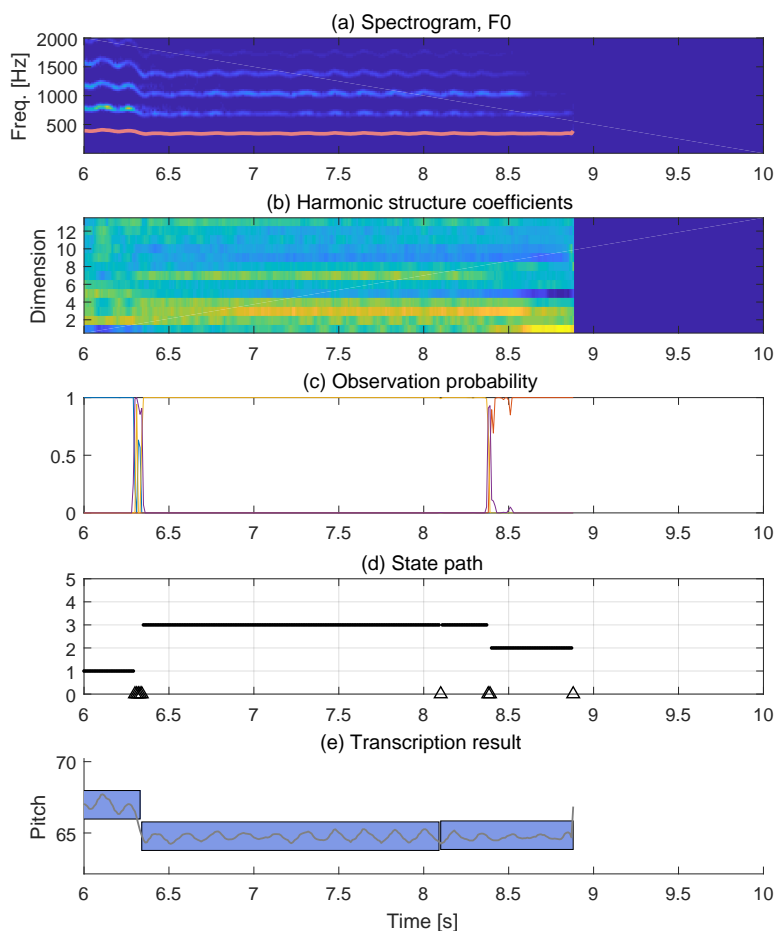 (a) Spectrogram, F0
Freq. [Hz]
2000
1500
1000
500
6 6.5 7 7.5 8 8.5 9 9.5 10
(b) Harmonic structure coefficients
Dimension
12
10
8
6
4
2
6 6.5 7 7.5 8 8.5 9 9.5 10
(c) Observation probability
1
0.5
0
6 6.5 7 7.5 8 8.5 9 9.5 10
(d) State path
5
4
3
2
1
0
6 6.5 7 7.5 8 8.5 9 9.5 10
(e) Transcription result
Pitch
70
65
6 6.5 7 7.5 8 8.5 9 9.5 10
Time [s]